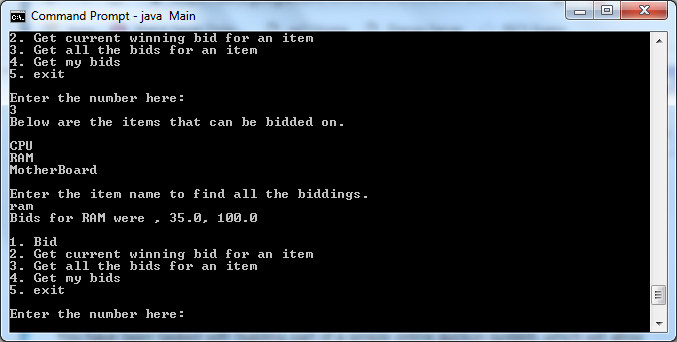 Command Prompt - java Main
2. Get current winning bid for an item
3. Get all the bids for an item
4. Get my bids
5. exit
Enter the number here:
3
Below are the items that can be bidded on.
CPU
RAM
MotherBoard
Enter the item name to find all the biddings.
ram
Bids for RAM were , 35.0, 100.0
1. Bid
2. Get current winning bid for an item
3. Get all the bids for an item
4. Get my bids
5. exit
Enter the number here: